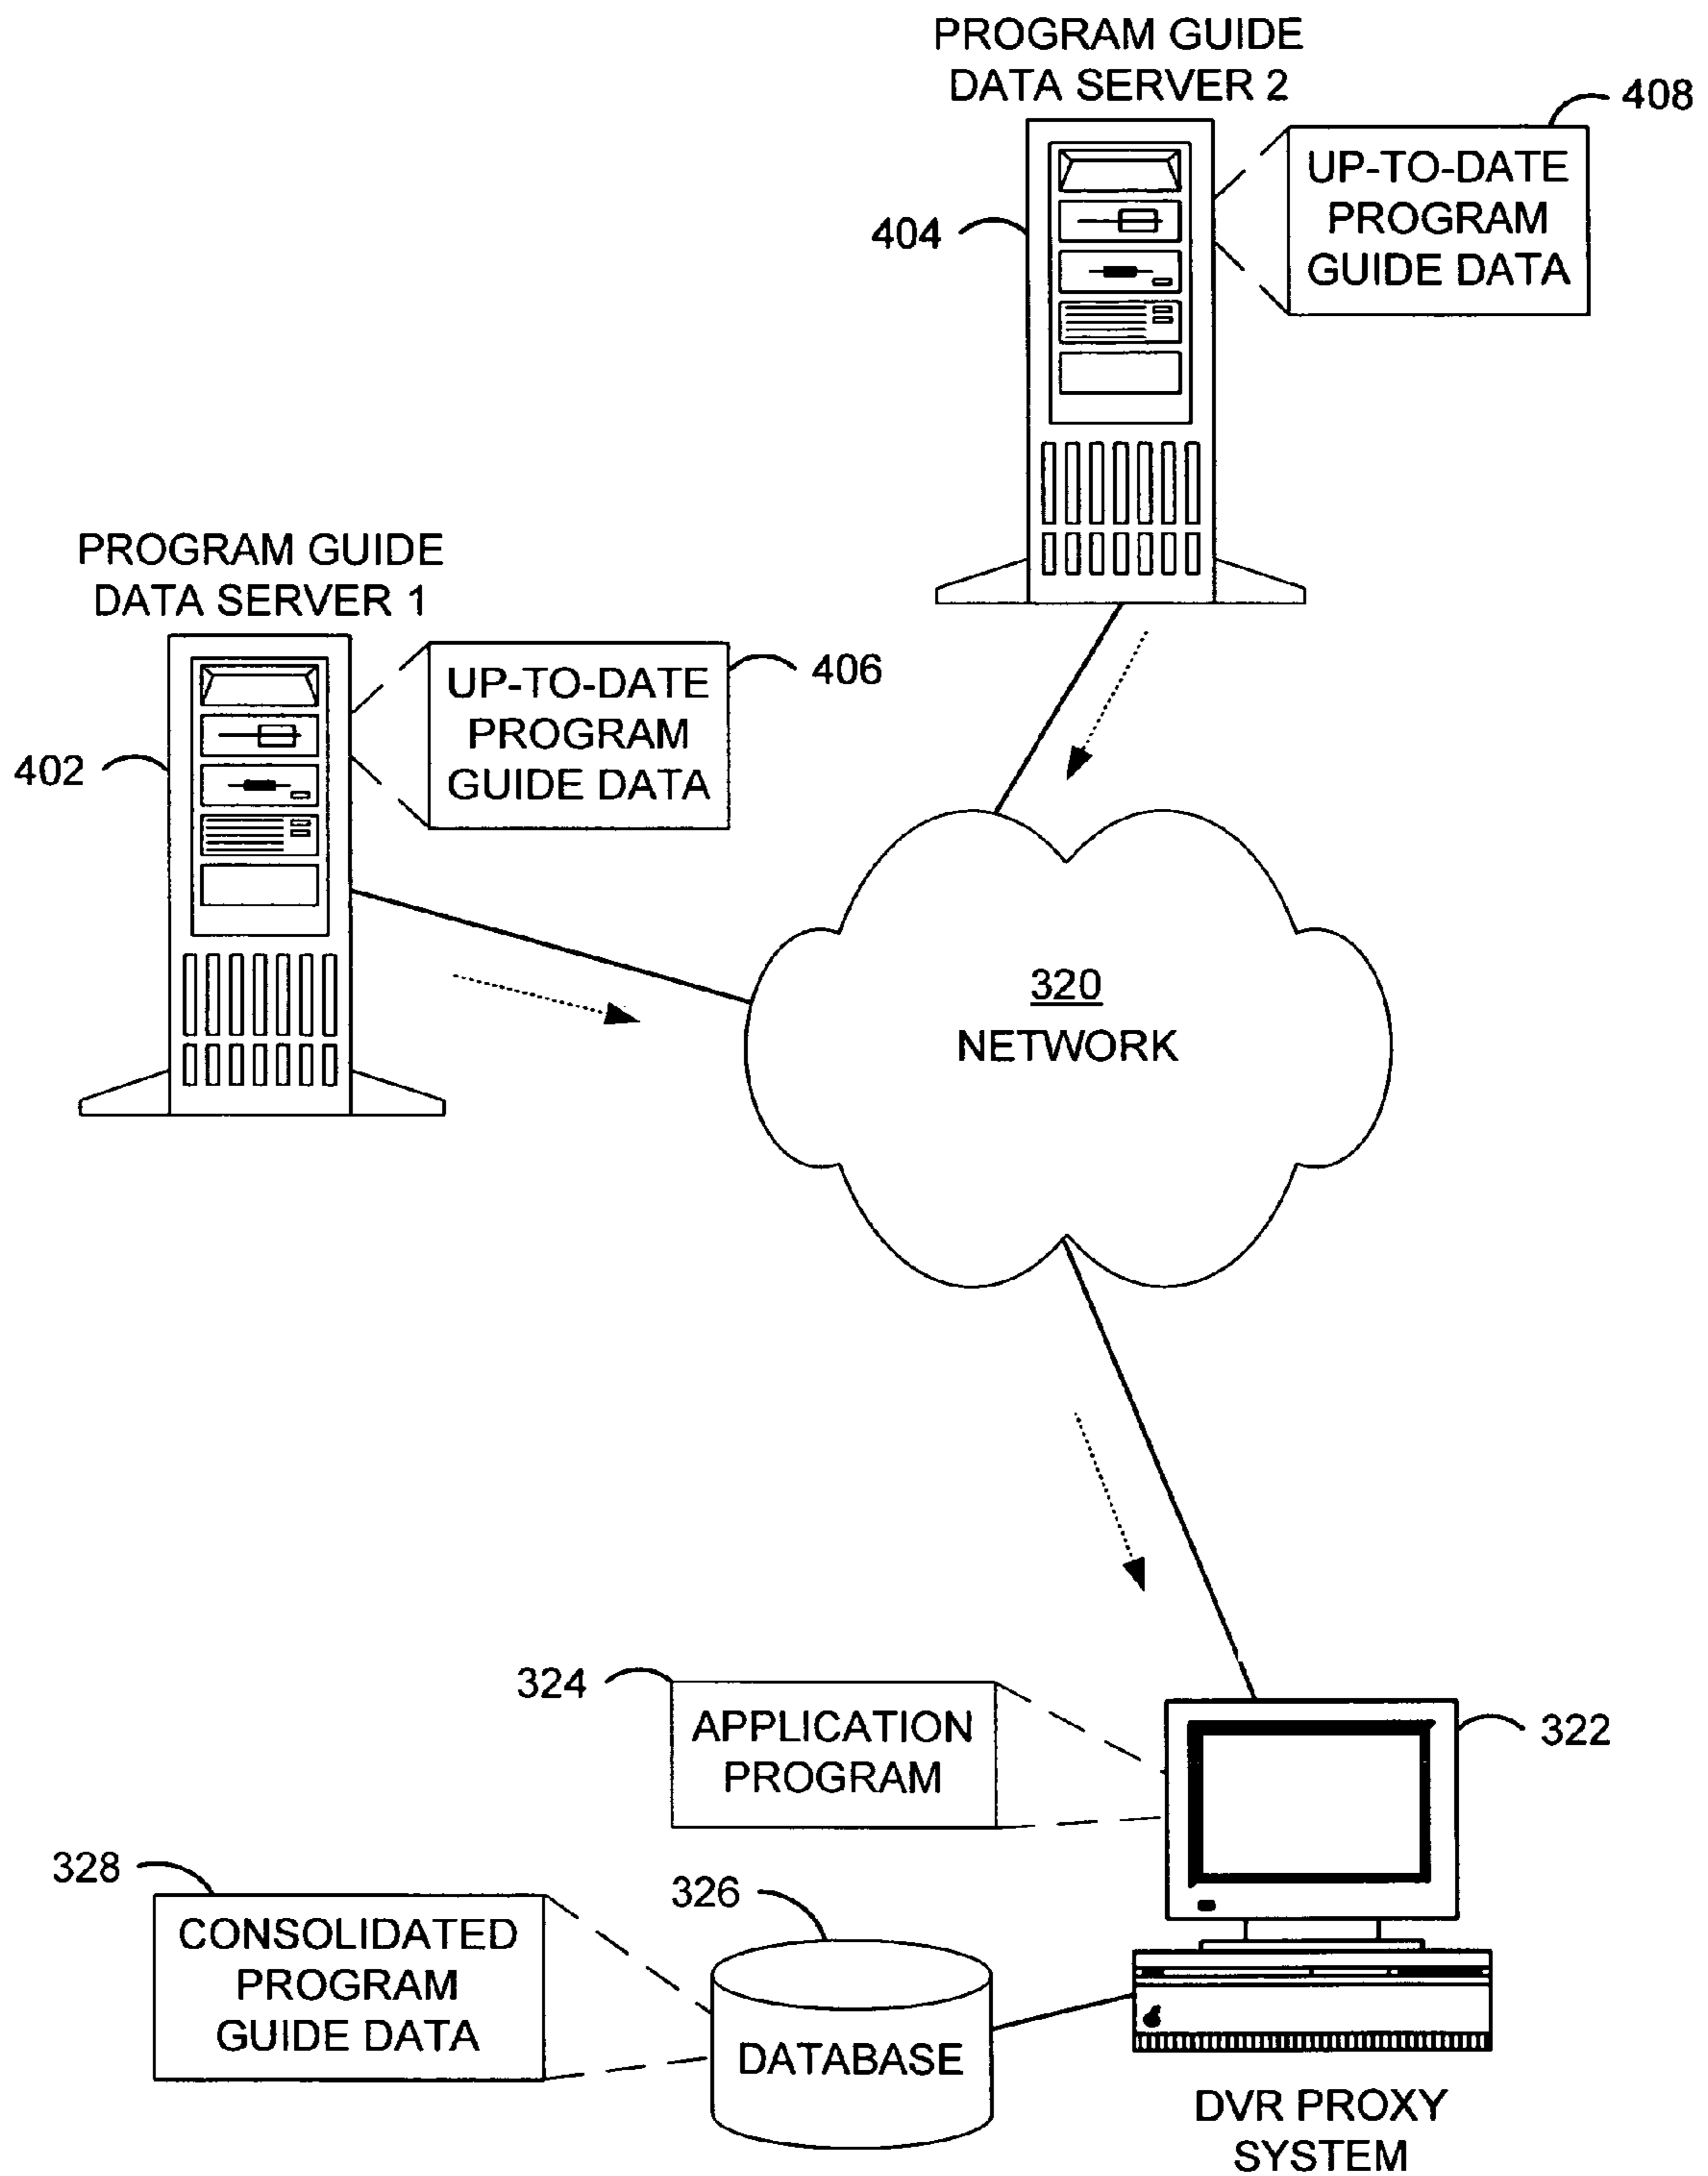 PROGRAM GUIDE
DATA SERVER 2
408
UP-TO-DATE
PROGRAM
GUIDE DATA
404
PROGRAM GUIDE
DATA SERVER 1
406
UP-TO-DATE
PROGRAM
GUIDE DATA
402
320
NETWORK
324
APPLICATION
PROGRAM
322
328
CONSOLIDATED
PROGRAM
GUIDE DATA
326
DATABASE
DVR PROXY
SYSTEM